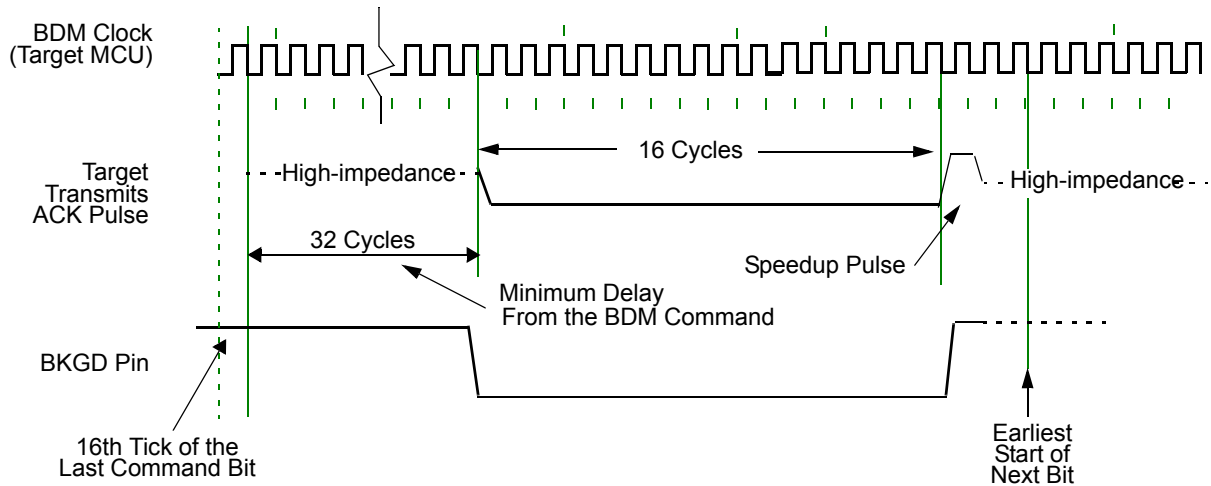 BDM Clock
(Target MCU)
16 Cycles
Target
Transmits
ACK Pulse
High-impedance
High-impedance
32 Cycles
Speedup Pulse
Minimum Delay
From the BDM Command
BKGD Pin
16th Tick of the
Last Command Bit
Earliest
Start of
Next Bit